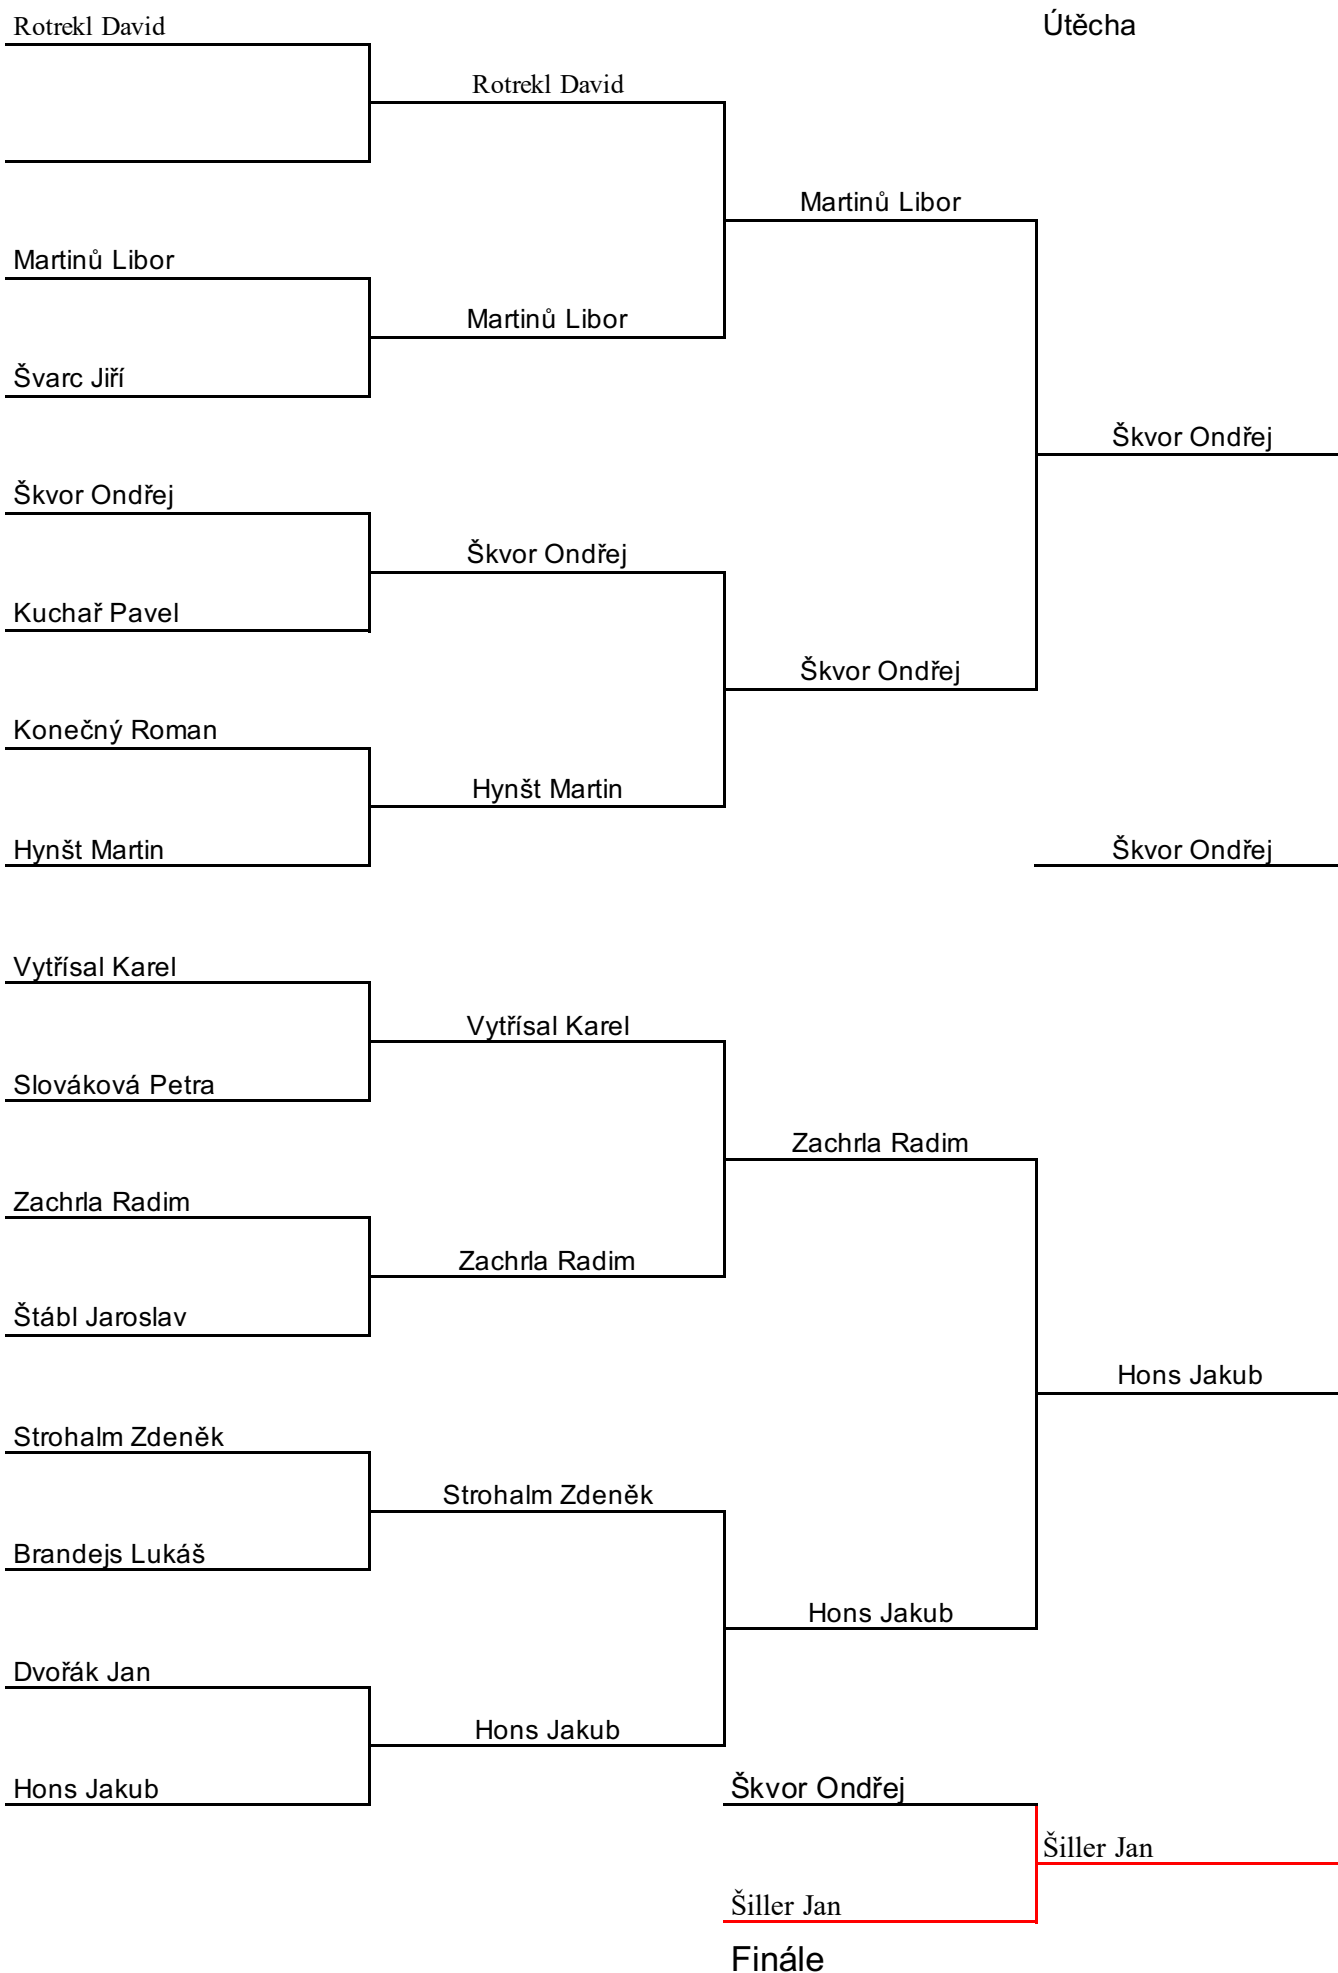 Rotrekl David
Útěcha
Rotrekl David
Martinů Libor
Martinů Libor
Martinů Libor
Švarc Jiří
Škvor Ondřej
Škvor Ondřej
Škvor Ondřej
Kuchař Pavel
Škvor Ondřej
Konečný Roman
Hynšt Martin
Hynšt Martin
Škvor Ondřej
Vytřísal Karel
Vytřísal Karel
Slováková Petra
Zachrla Radim
Zachrla Radim
Zachrla Radim
Štábl Jaroslav
Hons Jakub
Strohalm Zdeněk
Strohalm Zdeněk
Brandejs Lukáš
Hons Jakub
Dvořák Jan
Hons Jakub
Hons Jakub
Škvor Ondřej
Šiller Jan
Šiller Jan
Finále